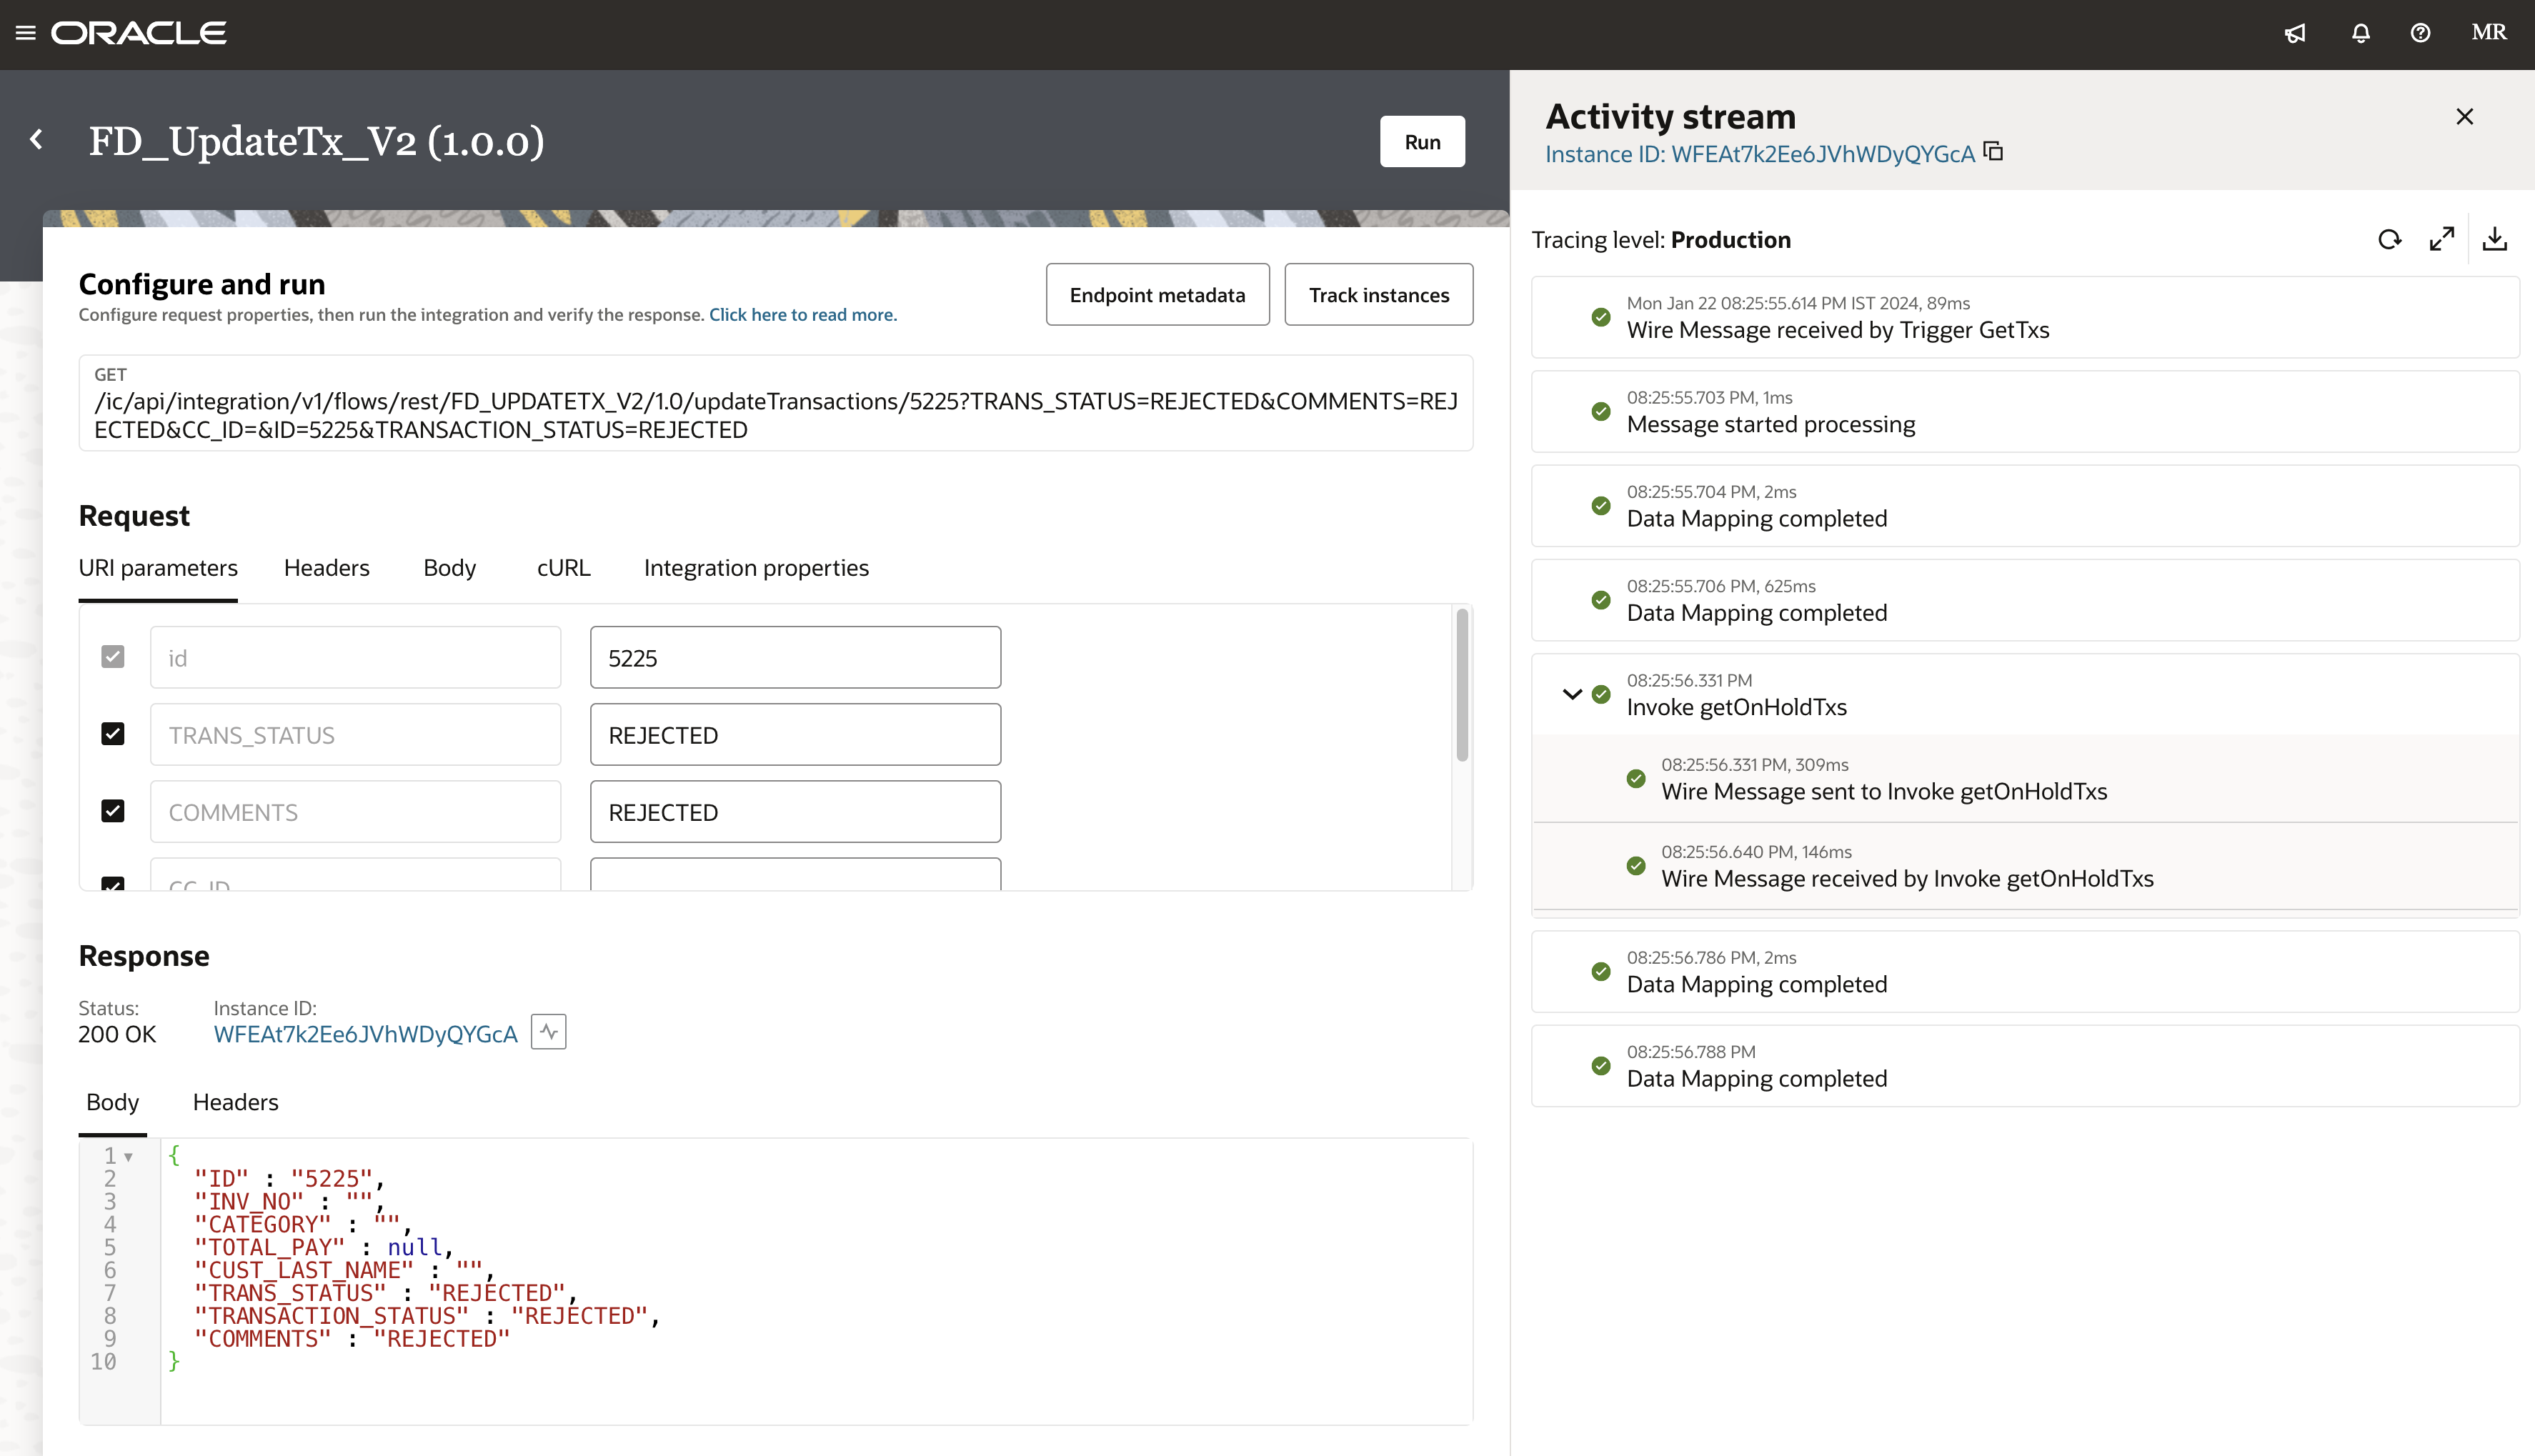 ORACLE
MR
FD_UpdateTx_V2 (1.0.0)
Run
Configure and run
Configure request properties, then run the integration and verify the response. Click here to read more.
Endpoint metadata
Track instances
GET
/ic/api/integration/v1/flows/rest/FD_UPDATETX_V2/1.0/updateTransactions/5225?TRANS_STATUS=REJECTED&COMMENTS=REJ
ECTED&CC_ID=&ID=5225&TRANSACTION_STATUS=REJECTED
Request
URI parameters Headers Body cURL Integration properties
id 5225
TRANS_STATUS REJECTED
COMMENTS REJECTED
CC_ID
Response
Status: Instance ID:
200 OK WFEAt7k2Ee6JVhWDyQYGcA
Body Headers
1 {
2 "ID" : "5225",
3 "INV_NO" : "",
4 "CATEGORY" : "",
5 "TOTAL_PAY" : null,
6 "CUST_LAST_NAME" : "",
7 "TRANS_STATUS" : "REJECTED",
8 "TRANSACTION_STATUS" : "REJECTED",
9 "COMMENTS" : "REJECTED"
10 }
Activity stream
Instance ID: WFEAt7k2Ee6JVhWDyQYGcA
Tracing level: Production
Mon Jan 22 08:25:55.614 PM IST 2024, 89ms
Wire Message received by Trigger GetTxs
08:25:55.703 PM, 1ms
Message started processing
08:25:55.704 PM, 2ms
Data Mapping completed
08:25:55.706 PM, 625ms
Data Mapping completed
08:25:56.331 PM
Invoke getOnHoldTxs
08:25:56.331 PM, 309ms
Wire Message sent to Invoke getOnHoldTxs
08:25:56.640 PM, 146ms
Wire Message received by Invoke getOnHoldTxs
08:25:56.786 PM, 2ms
Data Mapping completed
08:25:56.788 PM
Data Mapping completed